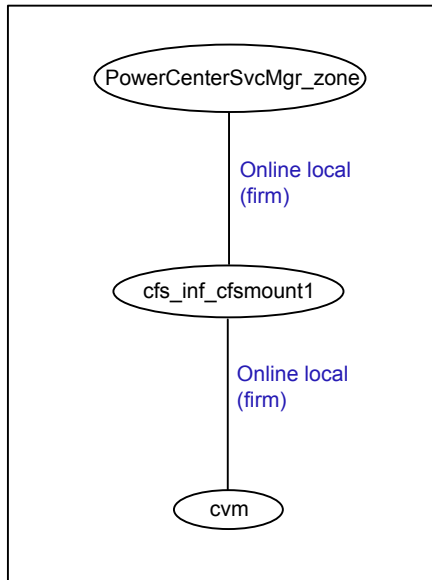 PowerCenterSvcMgr_zone
Online local
(firm)
cfs_inf_cfsmount1
Online local
(firm)
cvm